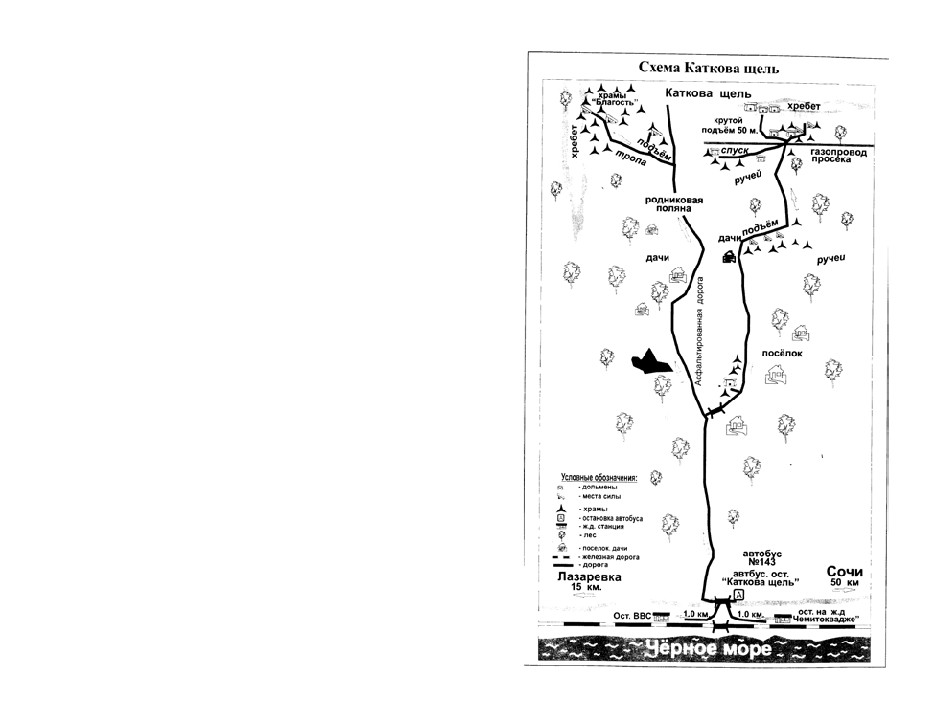 Схема Каткова щель
Каткова щель
храмы
"Благость"
хребет
подъём
тропа
хребет
крутой
подъём 50 м.
спуск
газспровод
просека
ручей
родниковая
поляна
дачи
подъём
дачи
ручеи
Асфальтированная дорога
посёлок
Условные обозначения:
- дольмены
- места силы
- храмы
А - остановка автобуса
- ж.д. станция
- лес
- поселок. дачи
- железная дорога
- дорога
Лазаревка
15 км.
автобус
№143
автбус. ост.
"Каткова щель"
А
Сочи
50 км
Ост. ВВС
1.0 км
1.0 км.
ост. на ж.д
"Чемитоквадже"
Чёрное море